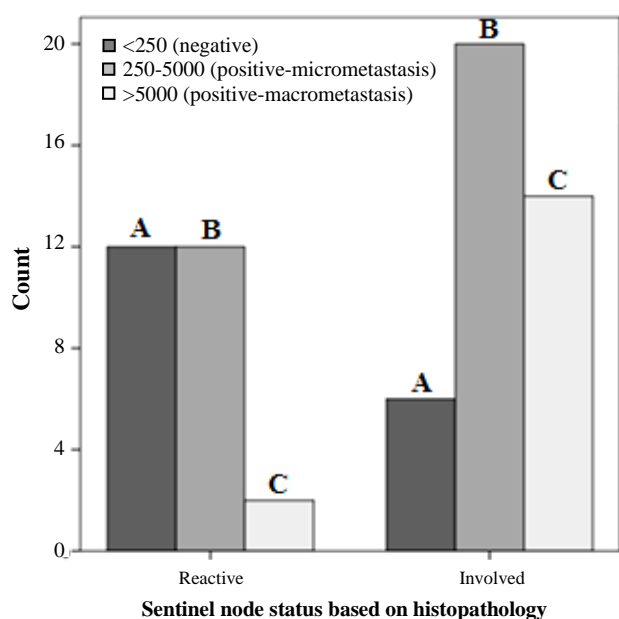 20
16
12
8
4
0
Count
<250 (negative)
250-5000 (positive-micrometastasis)
>5000 (positive-macrometastasis)
A
B
C
A
B
C
Reactive
Involved
Sentinel node status based on histopathology